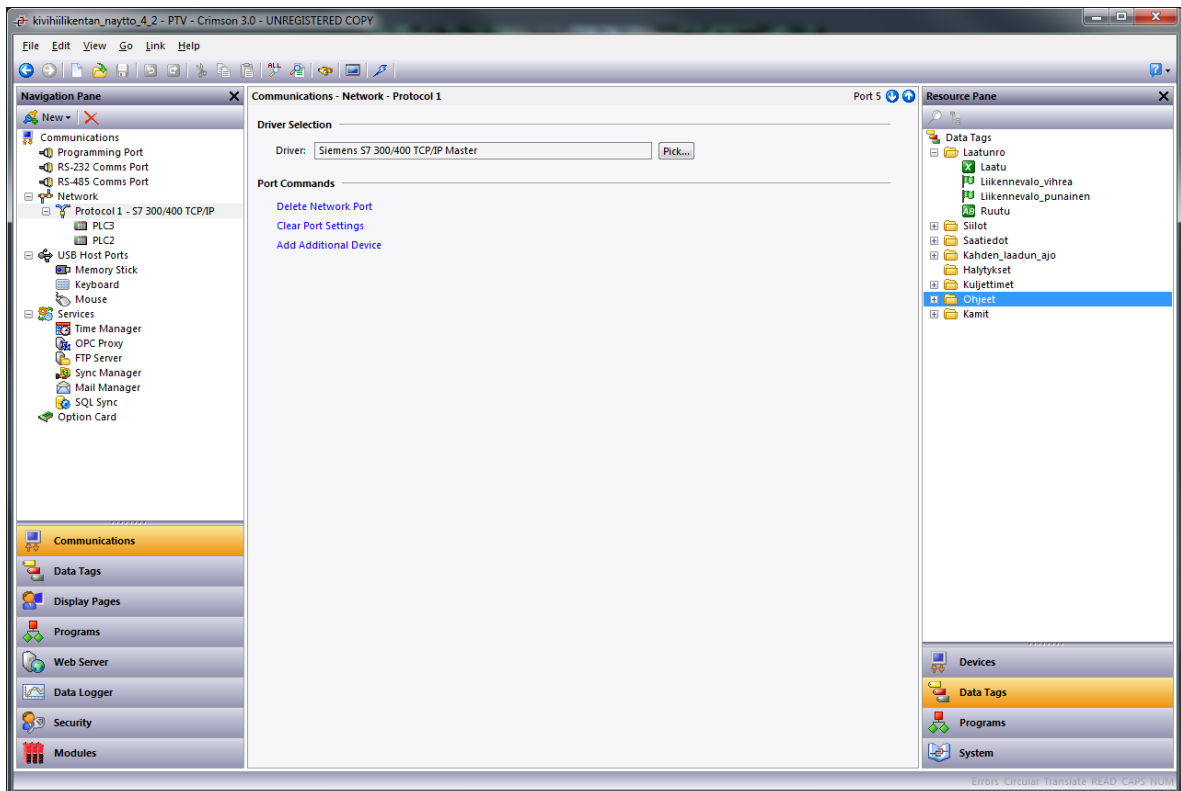 kivihiilikentan_naytto_4_2 - PTV - Crimson 3.0 - UNREGISTERED COPY
File Edit View Go Link Help
Navigation Pane
New
Communications
Programming Port
RS-232 Comms Port
RS-485 Comms Port
Network
Protocol 1 - S7 300/400 TCP/IP
PLC3
PLC2
USB Host Ports
Memory Stick
Keyboard
Mouse
Services
Time Manager
OPC Proxy
FTP Server
Sync Manager
Mail Manager
SQL Sync
Option Card
Communications
Data Tags
Display Pages
Programs
Web Server
Data Logger
Security
Modules
Communications - Network - Protocol 1 Port 5
Driver Selection
Driver: Siemens S7 300/400 TCP/IP Master Pick...
Port Commands
Delete Network Port
Clear Port Settings
Add Additional Device
Resource Pane
Data Tags
Laatunro
Laatu
Liikennevalo_vihrea
Liikennevalo_punainen
Ruutu
Siilot
Saatiedot
Kahden_laadun_ajo
Halytykset
Kuljettimet
Ohjeet
Kamit
Devices
Data Tags
Programs
System
Errors Circular Translate READ CAPS NUM